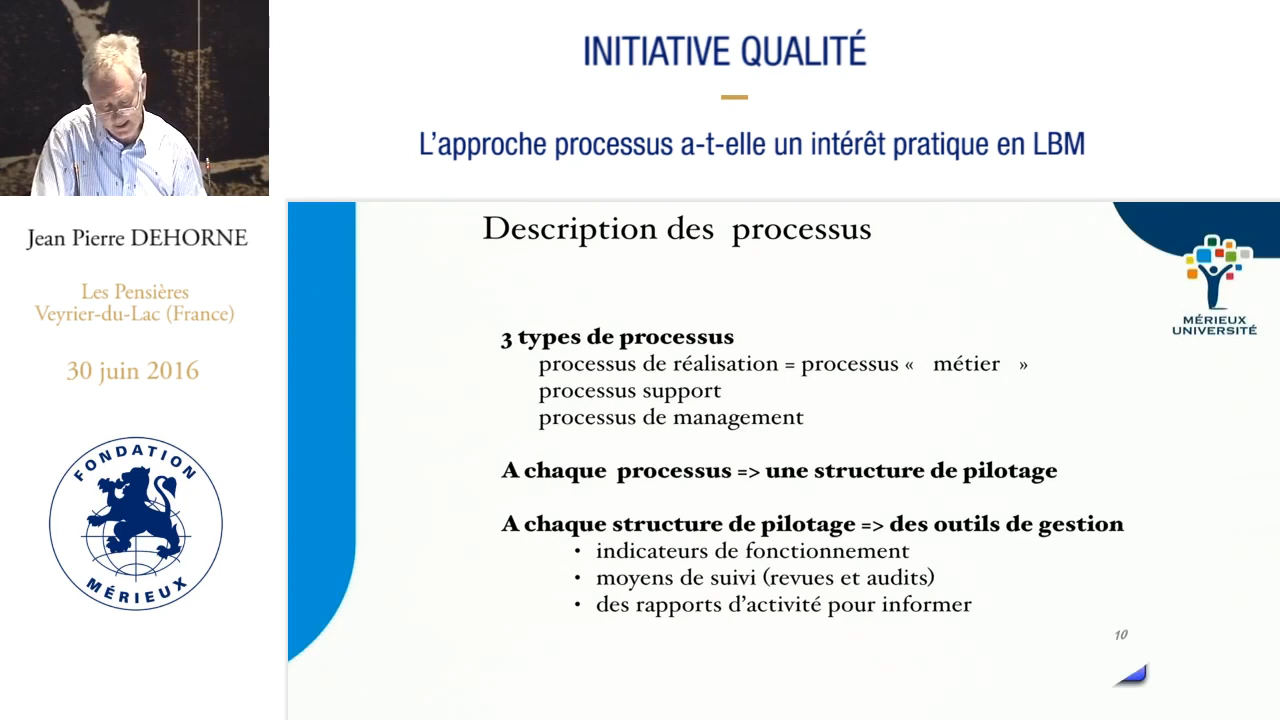 INITIATIVE QUALITÉ
L'approche processus a-t-elle un intérêt pratique en LBM
Jean Pierre DEHORNE
Les Pensières
Veyrier-du-Lac (France)
30 juin 2016
FONDATION
MÉRIEUX
Description des processus
MÉRIEUX
UNIVERSITÉ
3 types de processus
processus de réalisation = processus « métier »
processus support
processus de management
A chaque processus => une structure de pilotage
A chaque structure de pilotage => des outils de gestion
• indicateurs de fonctionnement
• moyens de suivi (revues et audits)
• des rapports d'activité pour informer
10